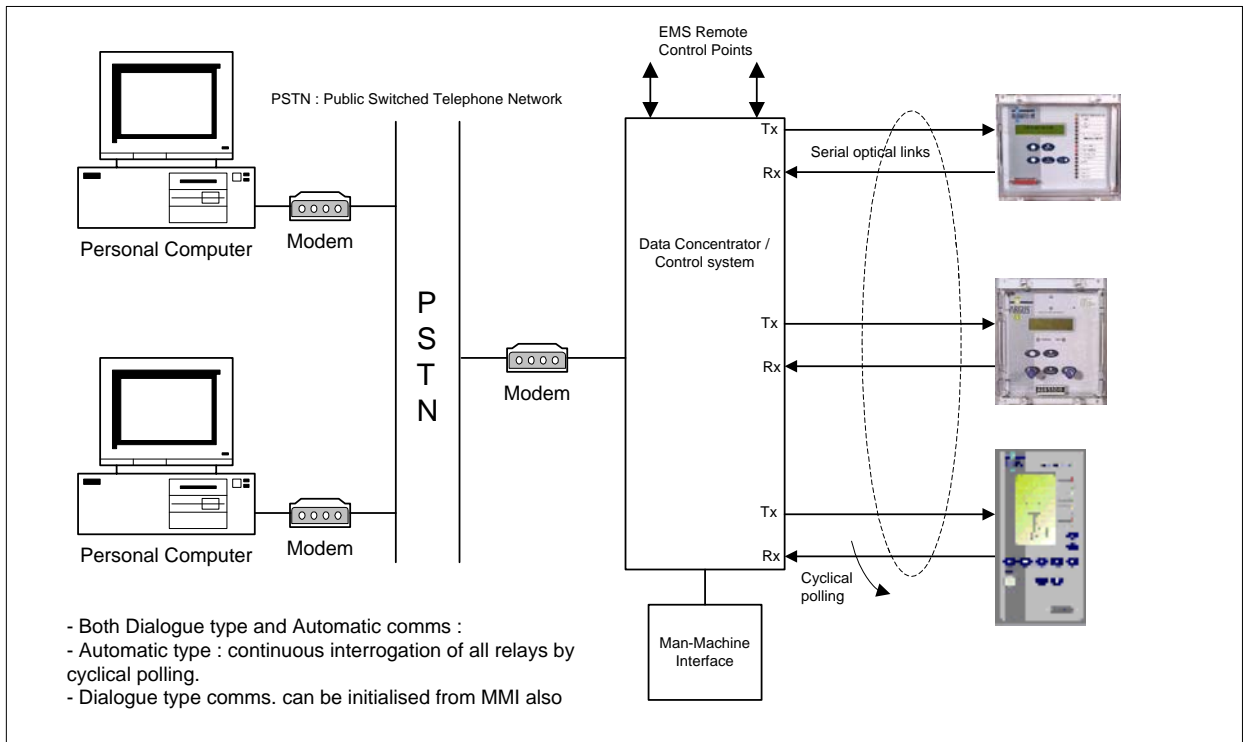 EMS Remote
Control Points
PSTN : Public Switched Telephone Network
Tx
Serial optical links
Rx
Personal Computer
Modem
Data Concentrator /
Control system
P
S
T
N
Modem
Tx
Rx
ARGUS
Personal Computer
Modem
Tx
Rx
Cyclical
polling
Man-Machine
Interface
- Both Dialogue type and Automatic comms :
- Automatic type : continuous interrogation of all relays by
cyclical polling.
- Dialogue type comms. can be initialised from MMI also